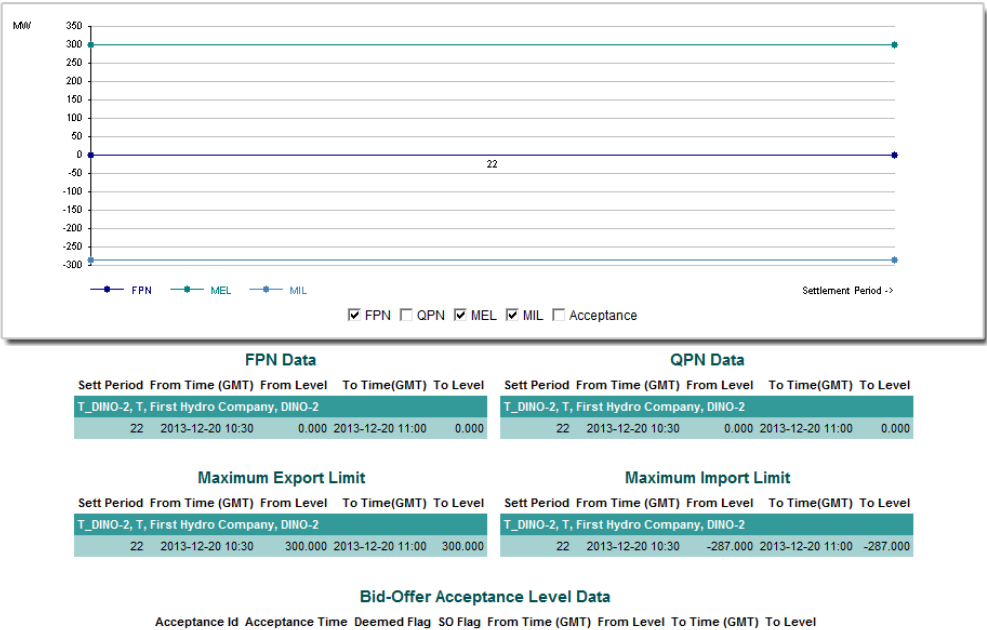 MW
350
300
250
200
150
100
50
0
-50
-100
-150
-200
-250
-300
22
FPN MEL MIL
Settlement Period ->
FPN QPN MEL MIL Acceptance
FPN Data
Sett Period From Time (GMT) From Level To Time(GMT) To Level
T_DINO-2, T, First Hydro Company, DINO-2
22 2013-12-20 10:30 0.000 2013-12-20 11:00 0.000
QPN Data
Sett Period From Time (GMT) From Level To Time(GMT) To Level
T_DINO-2, T, First Hydro Company, DINO-2
22 2013-12-20 10:30 0.000 2013-12-20 11:00 0.000
Maximum Export Limit
Sett Period From Time (GMT) From Level To Time(GMT) To Level
T_DINO-2, T, First Hydro Company, DINO-2
22 2013-12-20 10:30 300.000 2013-12-20 11:00 300.000
Maximum Import Limit
Sett Period From Time (GMT) From Level To Time(GMT) To Level
T_DINO-2, T, First Hydro Company, DINO-2
22 2013-12-20 10:30 -287.000 2013-12-20 11:00 -287.000
Bid-Offer Acceptance Level Data
Acceptance Id Acceptance Time Deemed Flag SO Flag From Time (GMT) From Level To Time (GMT) To Level